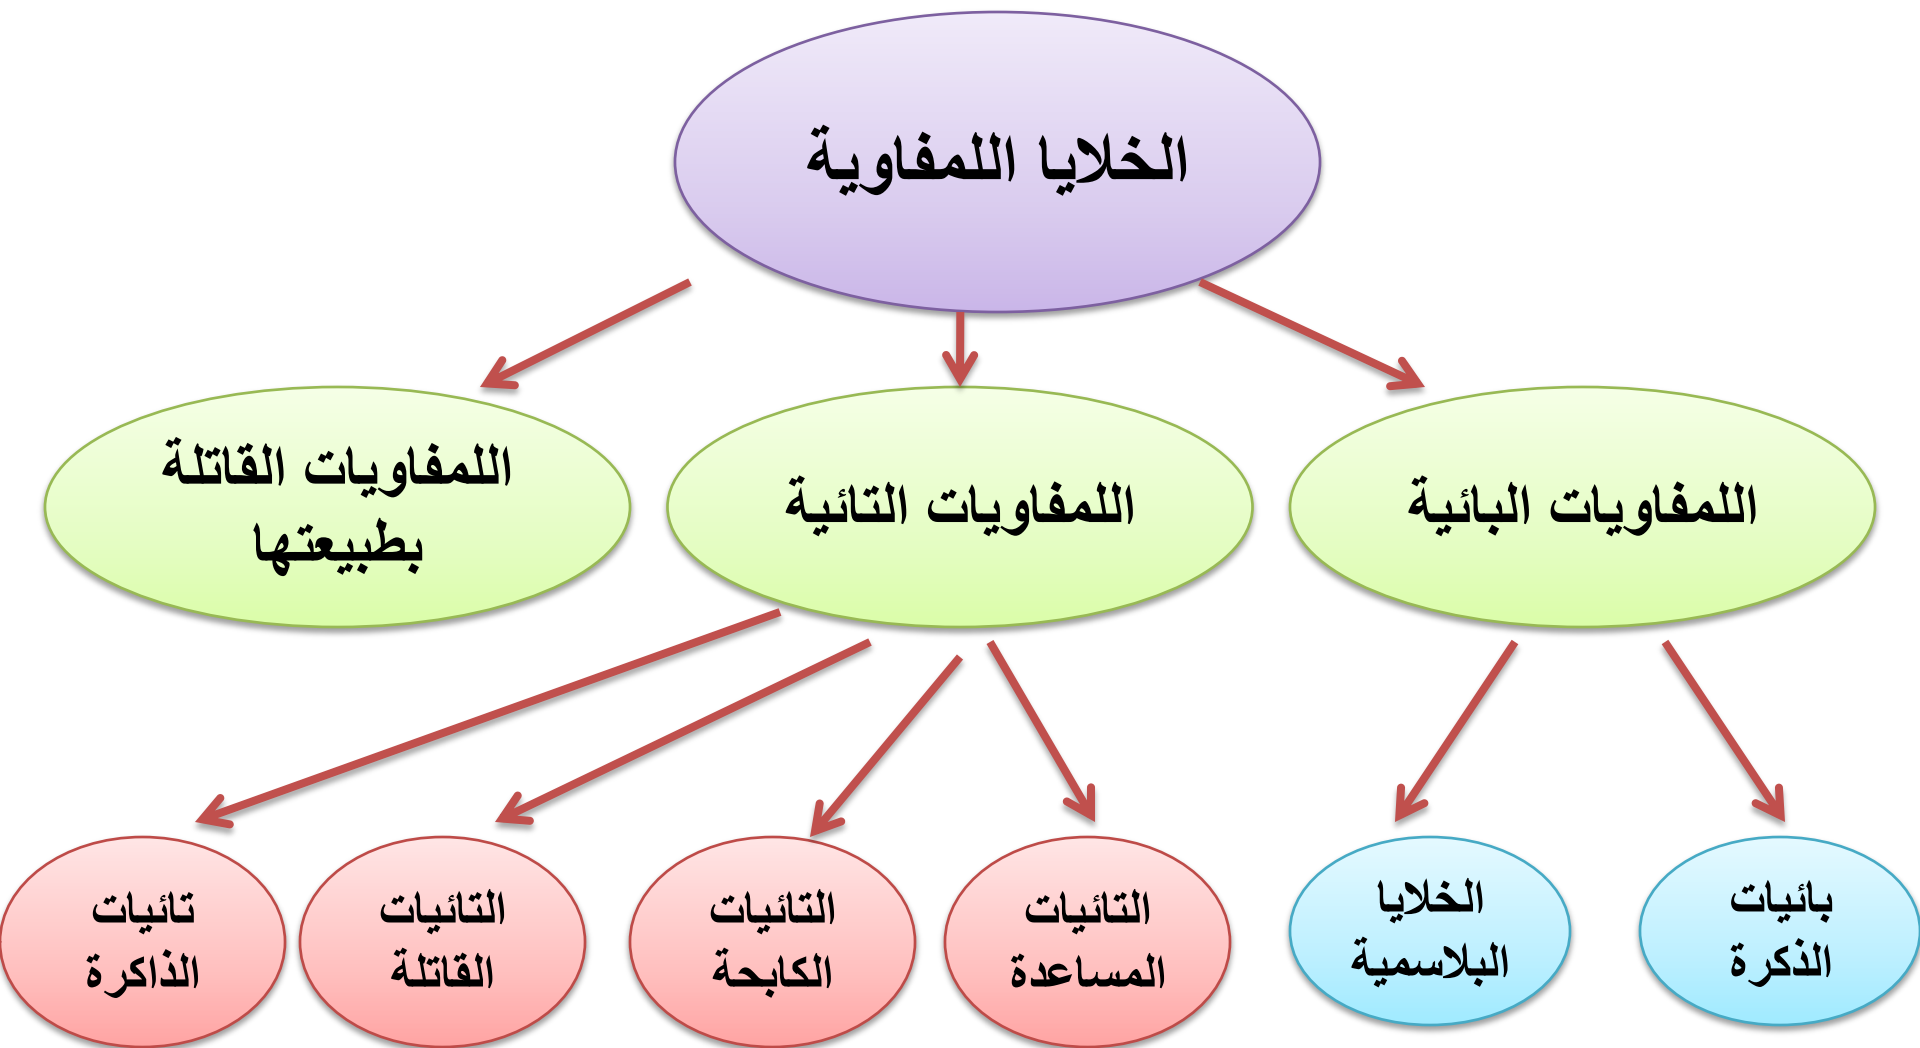 الخلايا اللمفاوية
اللمفاويات البائية
اللمفاويات التائية
اللمفاويات القاتلة
بطبيعتها
بائيات
الذكرة
الخلايا
البلاسمية
التائيات
المساعدة
التائيات
الكابحة
التائيات
القاتلة
تائيات
الذاكرة